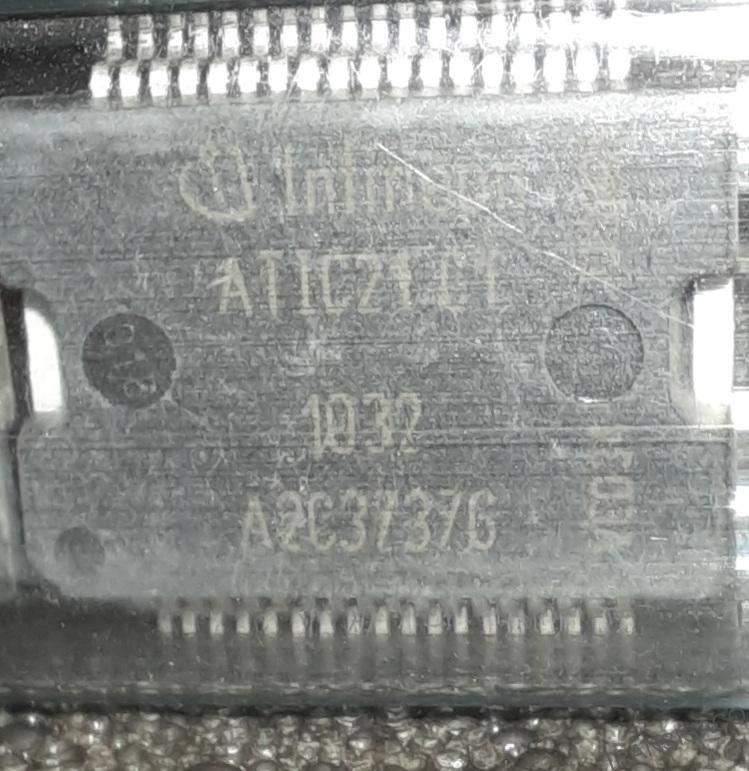 Infineon
ATIC21 C1
1032
A2C37376